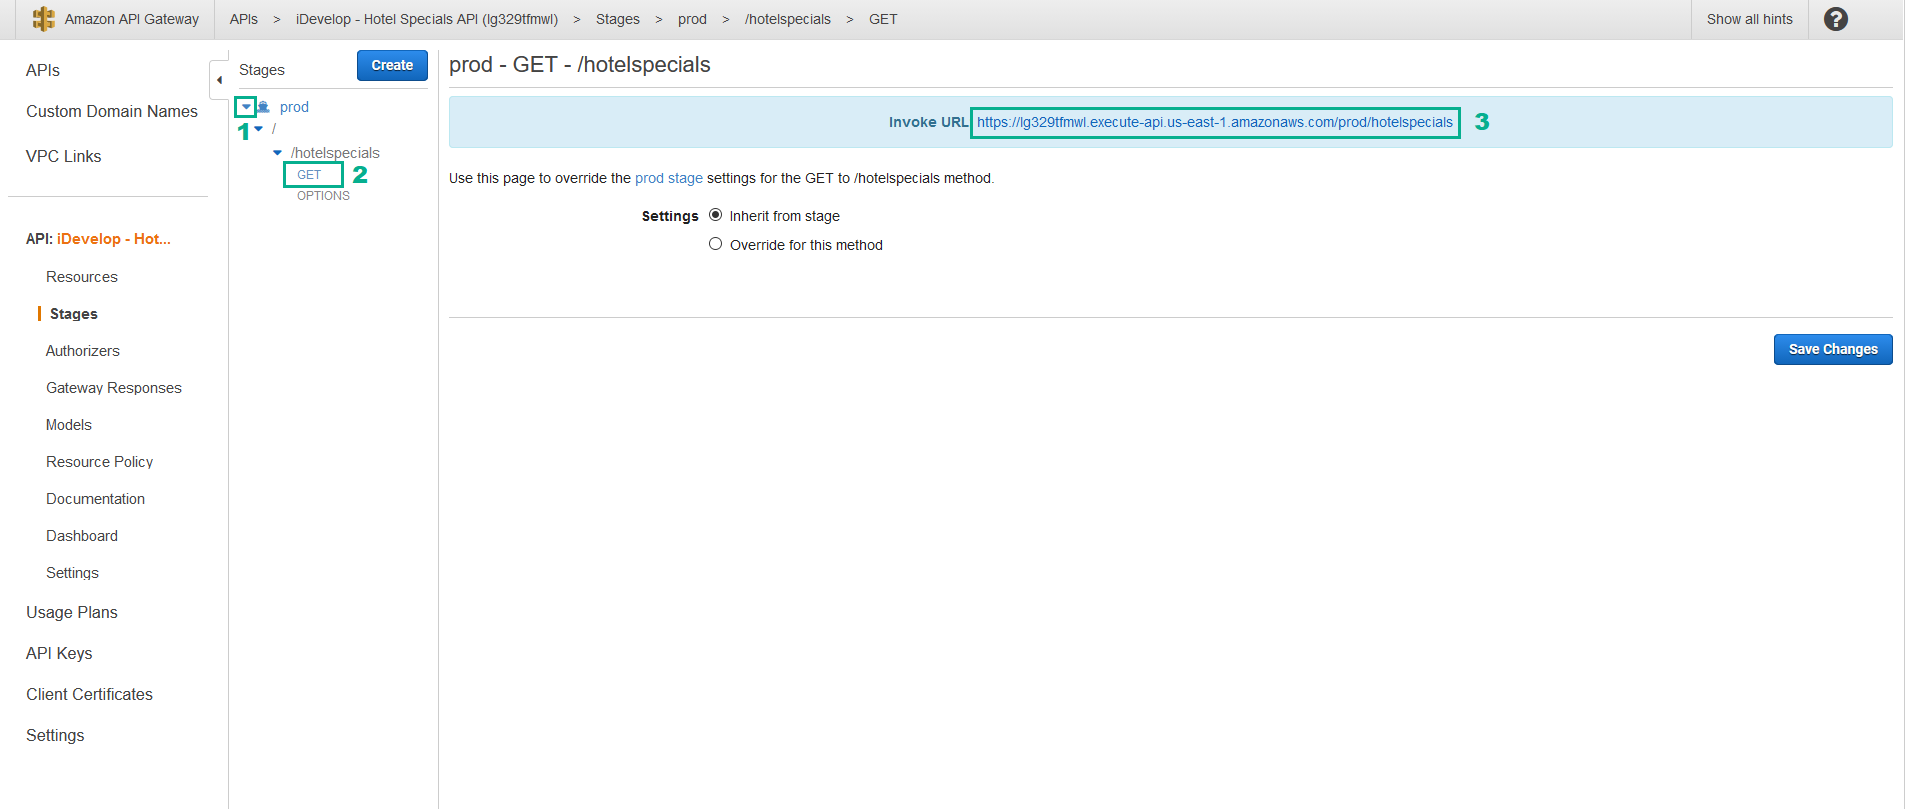 Amazon API Gateway
APIs > iDevelop - Hotel Specials API (lg329tfmwl) > Stages > prod > /hotelspecials > GET
Show all hints
?
APIs
Custom Domain Names
VPC Links
API: iDevelop - Hot...
Resources
Stages
Authorizers
Gateway Responses
Models
Resource Policy
Documentation
Dashboard
Settings
Usage Plans
API Keys
Client Certificates
Settings
Stages
Create
prod
1
/
/hotelspecials
GET
2
OPTIONS
prod - GET - /hotelspecials
Invoke URL https://lg329tfmwl.execute-api.us-east-1.amazonaws.com/prod/hotelspecials
3
Use this page to override the prod stage settings for the GET to /hotelspecials method.
Settings
Inherit from stage
Override for this method
Save Changes